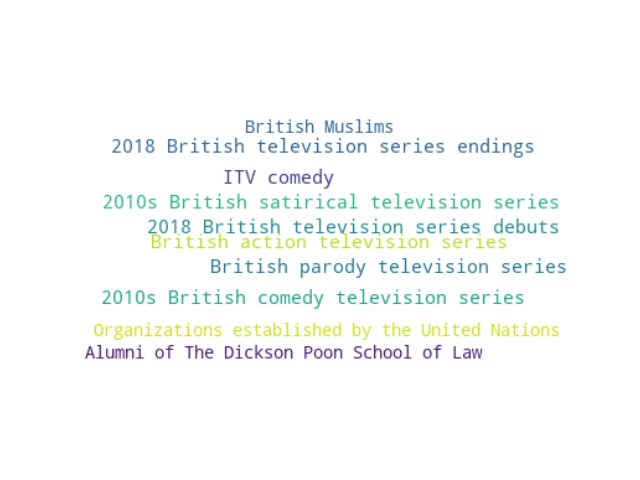 British Muslims
2018 British television series endings
ITV comedy
2010s British satirical television series
2018 British television series debuts
British action television series
British parody television series
2010s British comedy television series
Organizations established by the United Nations
Alumni of The Dickson Poon School of Law